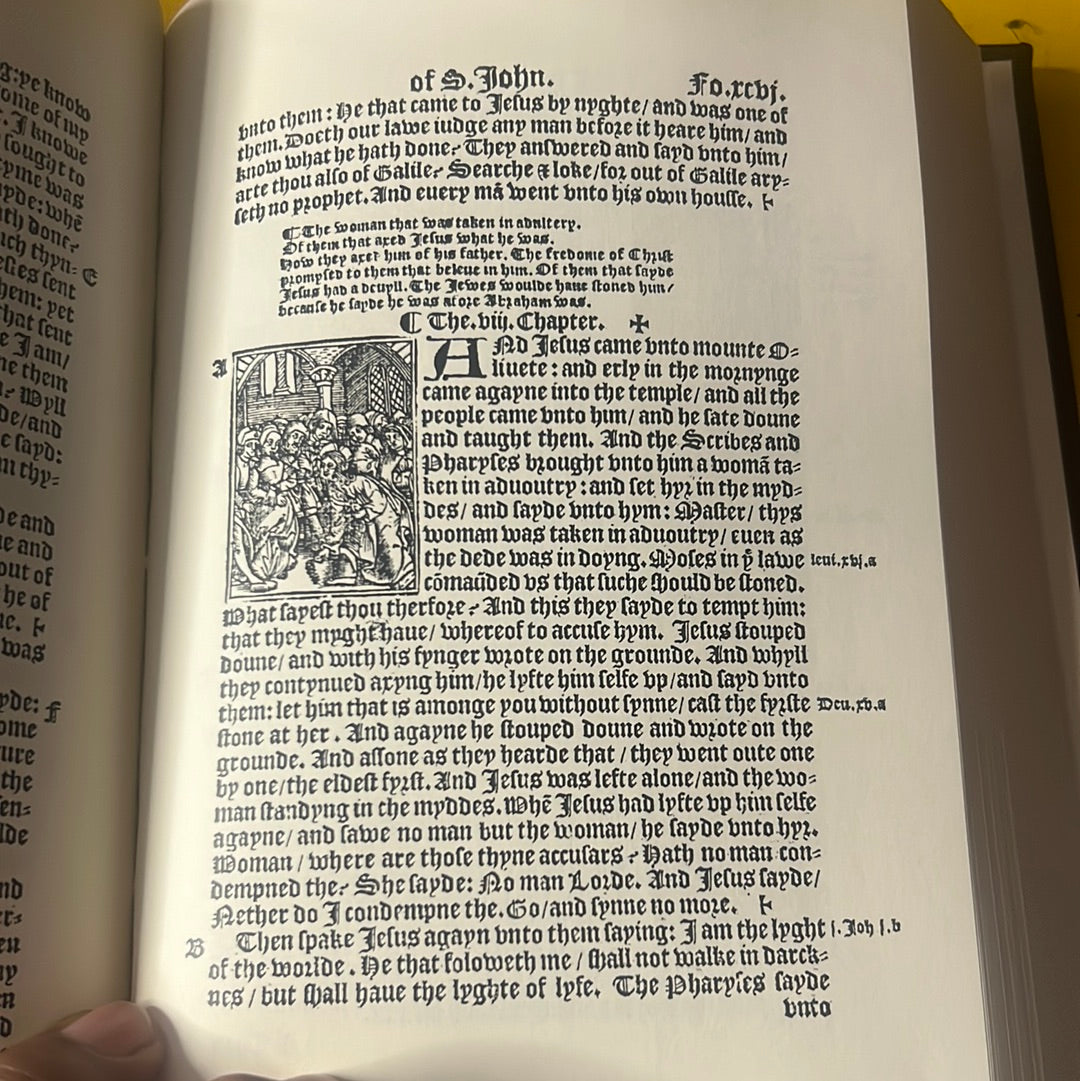 of S. John. Fo.xcvj.
vnto them: He that came to Jesus by nyghte/ and was one of
them. Doeth our lawe iudge any man before it heare him/ and
know what he hath done? They answered and sayd vnto him/
arte thou also of Galile? Searche & loke/for out of Galile ary=
seth no prophet. And euery mā went vnto his own housse. ⊢
¶ The woman that was taken in adultery.
Of them that axed Jesus what he was.
How they axet him of his father. The fredome of Christ
promysed to them that beleue in him. Of them that sayde
Jesus had a deuyll. The Jewes woulde haue stoned him/
because he sayde he was afore Abraham was.
¶ The.viij.Chapter. ✠
A
ANd Jesus came vnto mounte O=
liuete: and erly in the mornynge
came agayne into the temple/ and all the
people came vnto him/ and he sate doune
and taught them. And the Scribes and
Pharyses brought vnto him a womā ta=
ken in aduoutry: and set hyr in the myd=
des/ and sayde vnto hym: Master/ thys
woman was taken in aduoutry/ euen as
the dede was in doyng. Moses in yͤ lawe leui.xvj.a
cōmaūded vs that suche should be stoned.
What sayest thou therfore? And this they sayde to tempt him:
that they myght haue/ whereof to accuse hym. Jesus stouped
doune/ and with his fynger wrote on the grounde. And whyll
they contynued axyng him/he lyfte him selfe vp/and sayd vnto
them: let him that is amonge you without synne/ cast the fyrste Deu.xv.a
stone at her. And agayne he stouped doune and wrote on the
grounde. And assone as they hearde that / they went oute one
by one/the eldest fyrst. And Jesus was lefte alone/and the wo=
man standyng in the myddes. Whē Jesus had lyfte vp him selfe
agayne/ and sawe no man but the woman/ he sayde vnto hyr.
Woman / where are those thyne accusars? Hath no man con=
dempned the? She sayde: No man Lorde. And Jesus sayde/
Nether do I condempne the. Go/and synne no more. ⊢
B Then spake Jesus agayn vnto them saying: I am the lyght j.Joh j.b
of the worlde. He that foloweth me / shall not walke in darck=
nes / but shall haue the lyghte of lyfe. The Pharyses sayde
vnto